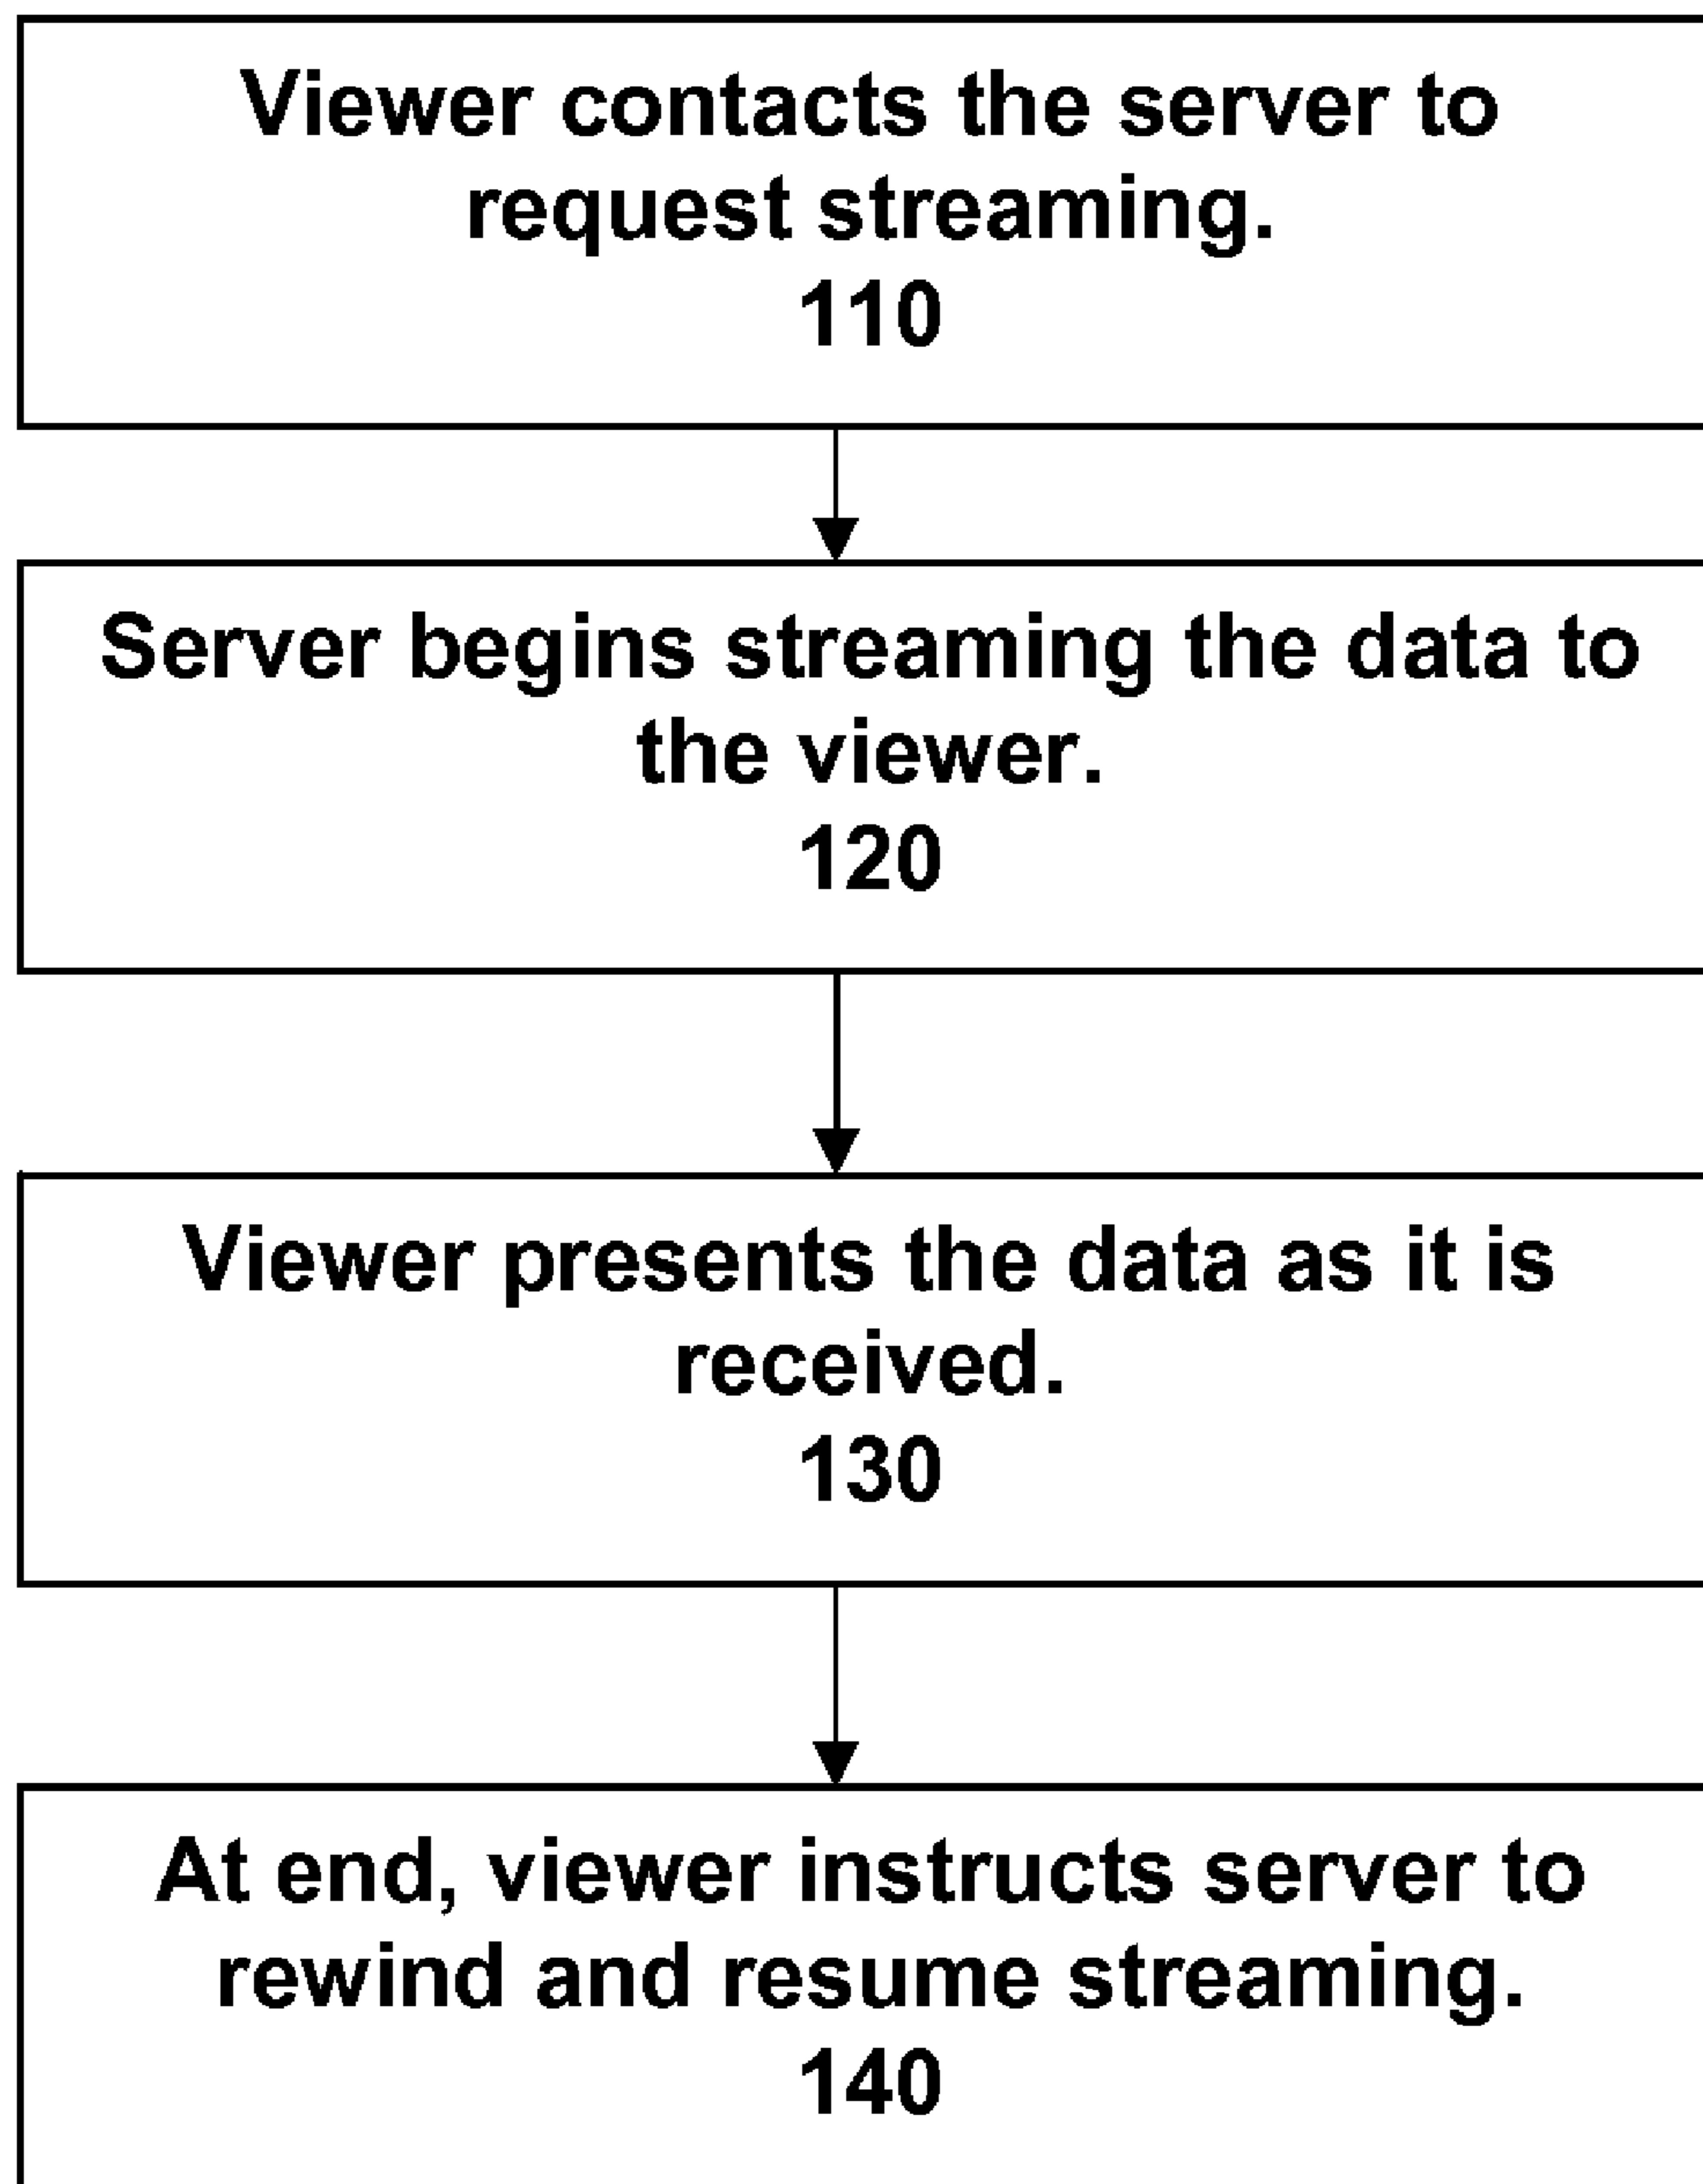 Viewer contacts the server to
request streaming.
110
Server begins streaming the data to
the viewer.
120
Viewer presents the data as it is
received.
130
At end, viewer instructs server to
rewind and resume streaming.
140